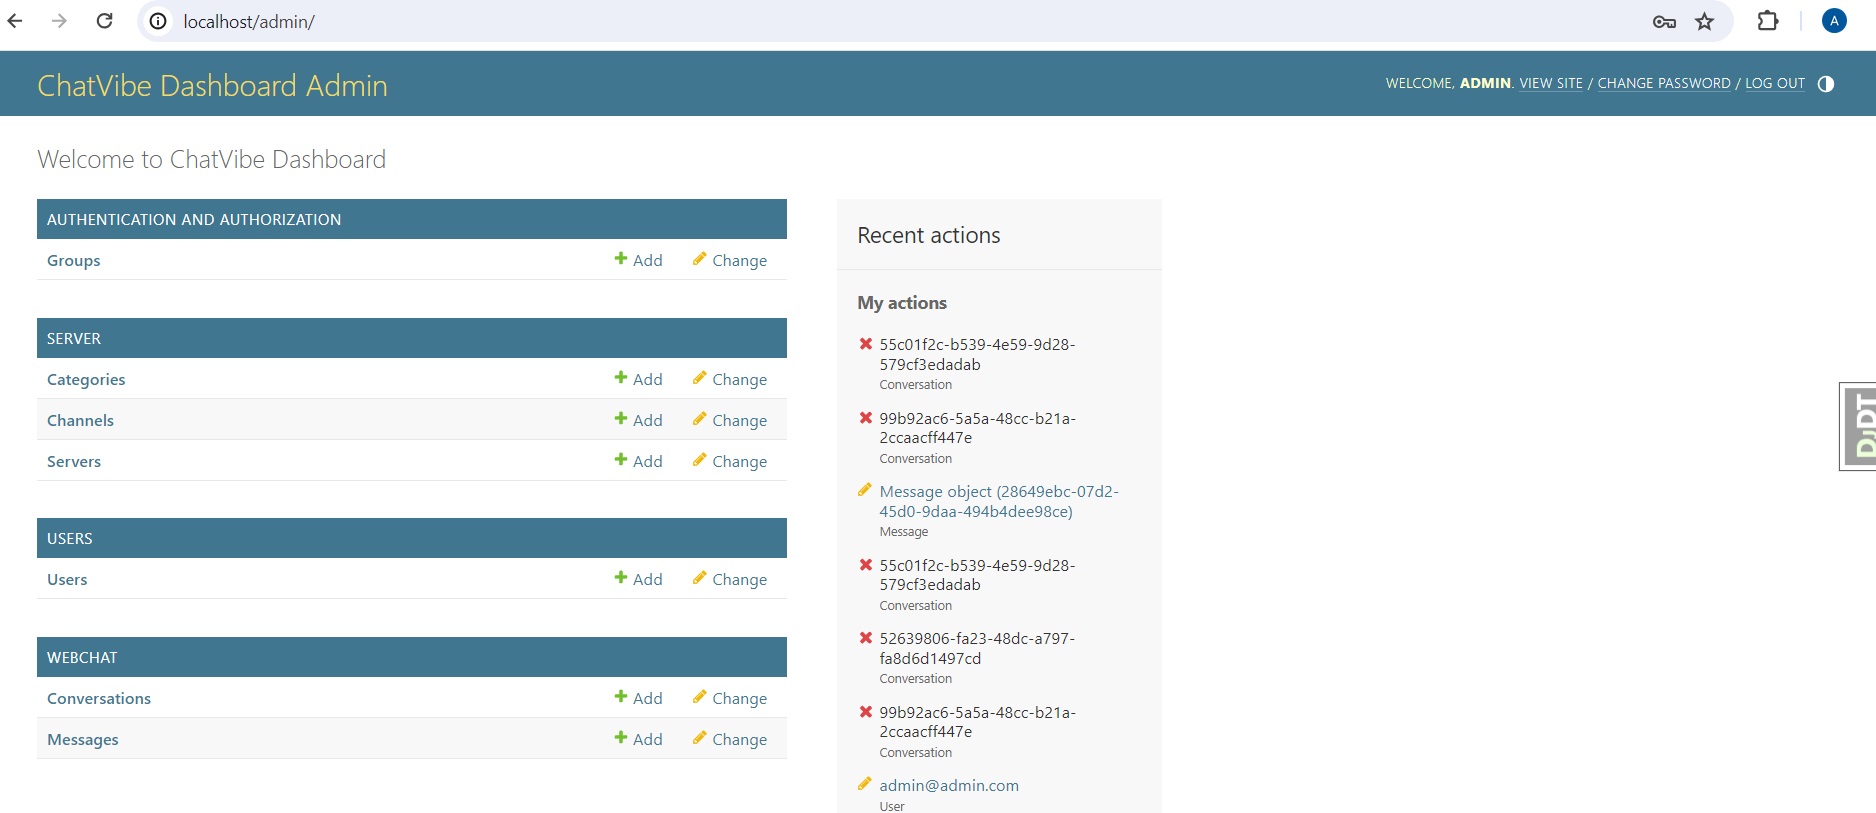 localhost/admin/
A
ChatVibe Dashboard Admin
WELCOME, ADMIN. VIEW SITE / CHANGE PASSWORD / LOG OUT
Welcome to ChatVibe Dashboard
AUTHENTICATION AND AUTHORIZATION
Groups Add Change
SERVER
Categories Add Change
Channels Add Change
Servers Add Change
USERS
Users Add Change
WEBCHAT
Conversations Add Change
Messages Add Change
Recent actions
My actions
55c01f2c-b539-4e59-9d28-
579cf3edadab
Conversation
99b92ac6-5a5a-48cc-b21a-
2ccaacff447e
Conversation
Message object (28649ebc-07d2-
45d0-9daa-494b4dee98ce)
Message
55c01f2c-b539-4e59-9d28-
579cf3edadab
Conversation
52639806-fa23-48dc-a797-
fa8d6d1497cd
Conversation
99b92ac6-5a5a-48cc-b21a-
2ccaacff447e
Conversation
admin@admin.com
User
DjDT